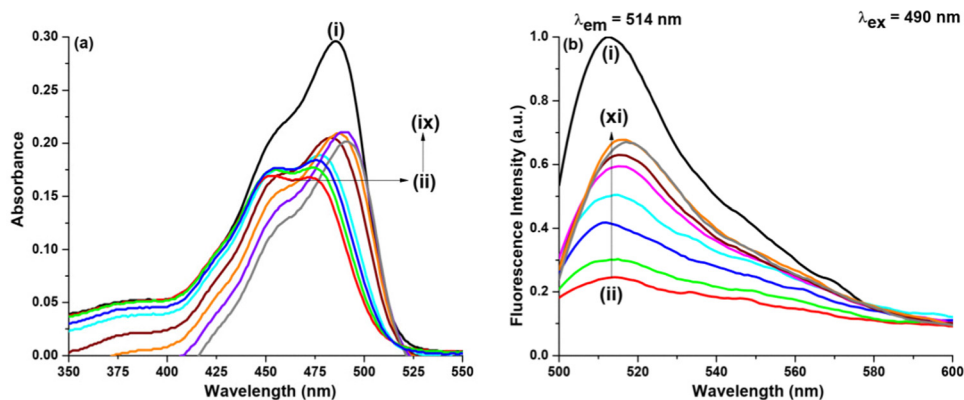 λem = 514 nm
λex = 490 nm
(a)
(i)
(ix)
(ii)
0.30
0.25
0.20
0.15
0.10
0.05
0.00
Absorbance
350 375 400 425 450 475 500 525 550
Wavelength (nm)
(b)
(i)
(xi)
(ii)
1.0
0.8
0.6
0.4
0.2
0.0
Fluorescence Intensity (a.u.)
500 520 540 560 580 600
Wavelength (nm)